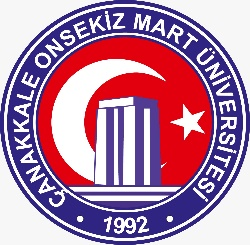 ÇANAKKALE ONSEKİZ MART ÜNİVERSİTESİ
· 1992 ·